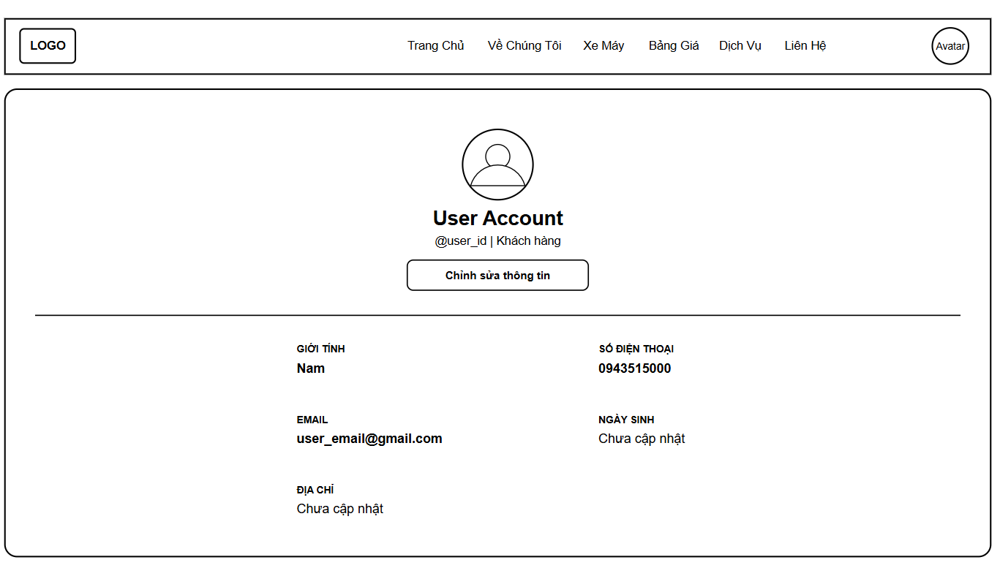 LOGO
Trang Chủ Về Chúng Tôi Xe Máy Bảng Giá Dịch Vụ Liên Hệ
Avatar
User Account
@user_id | Khách hàng
Chỉnh sửa thông tin
GIỚI TÍNH
Nam
SỐ ĐIỆN THOẠI
0943515000
EMAIL
user_email@gmail.com
NGÀY SINH
Chưa cập nhật
ĐỊA CHỈ
Chưa cập nhật